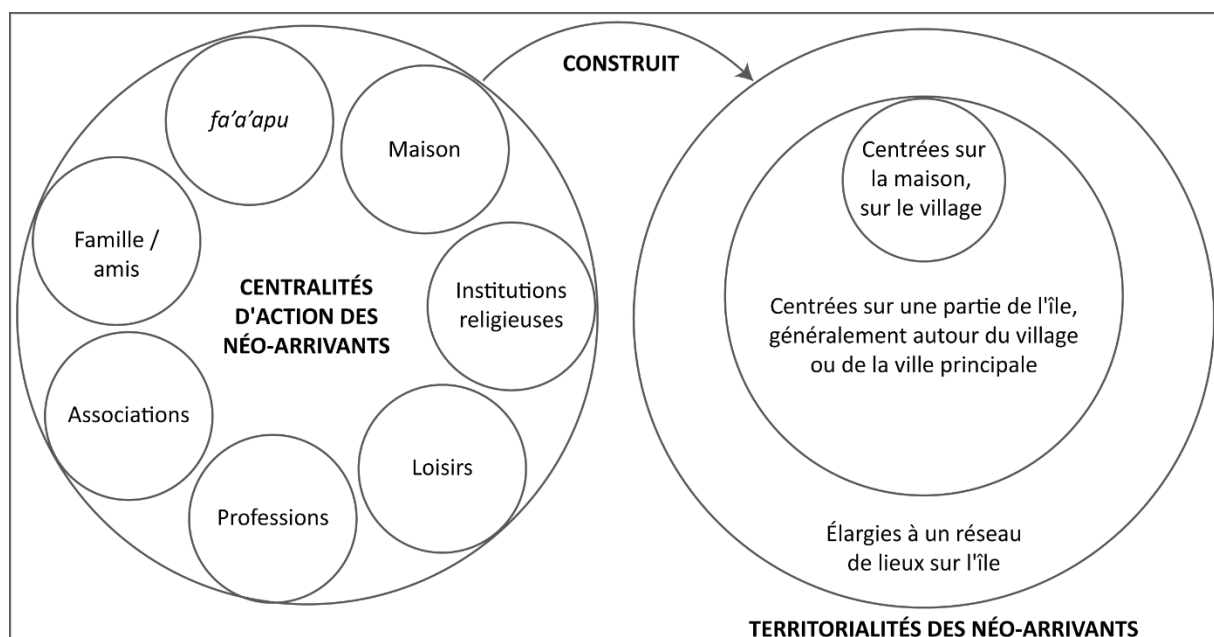 CONSTRUIT
fa'a'apu
Maison
Famille /
amis
CENTRALITÉS
D'ACTION DES
NÉO-ARRIVANTS
Institutions
religieuses
Associations
Loisirs
Professions
Centrées sur
la maison,
sur le village
Centrées sur une partie de l'île,
généralement autour du village
ou de la ville principale
Élargies à un réseau
de lieux sur l'île
TERRITORIALITÉS DES NÉO-ARRIVANTS